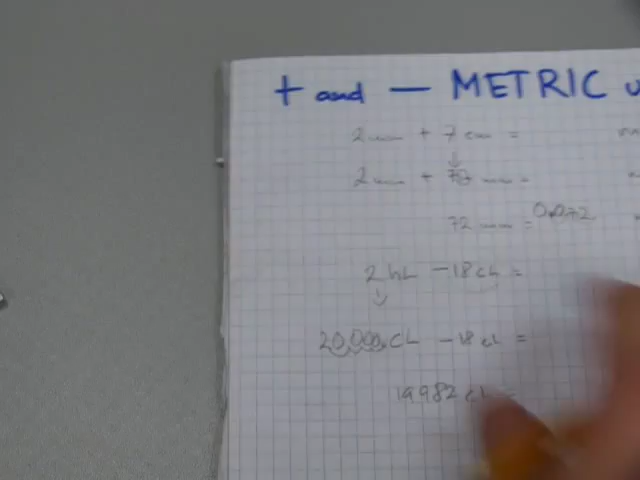 + and — METRIC
2 mm + 7 cm =
2 mm + 70 mm =
72 mm = 0.072
2 hL — 18 cL =
20,000, cL — 18 cL =
19982 cL =